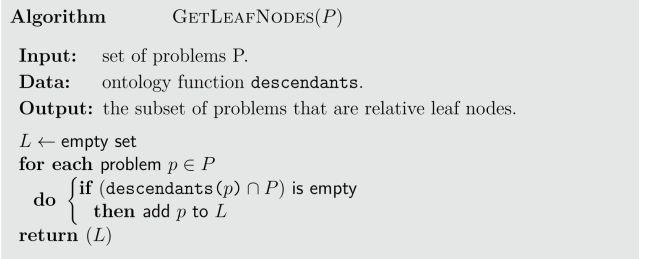 Algorithm GETLEAFNODES(P)
Input: set of problems P.
Data: ontology function descendants.
Output: the subset of problems that are relative leaf nodes.
L ← empty set
for each problem p ∈ P
do { if (descendants(p) ∩ P) is empty
then add p to L
return (L)